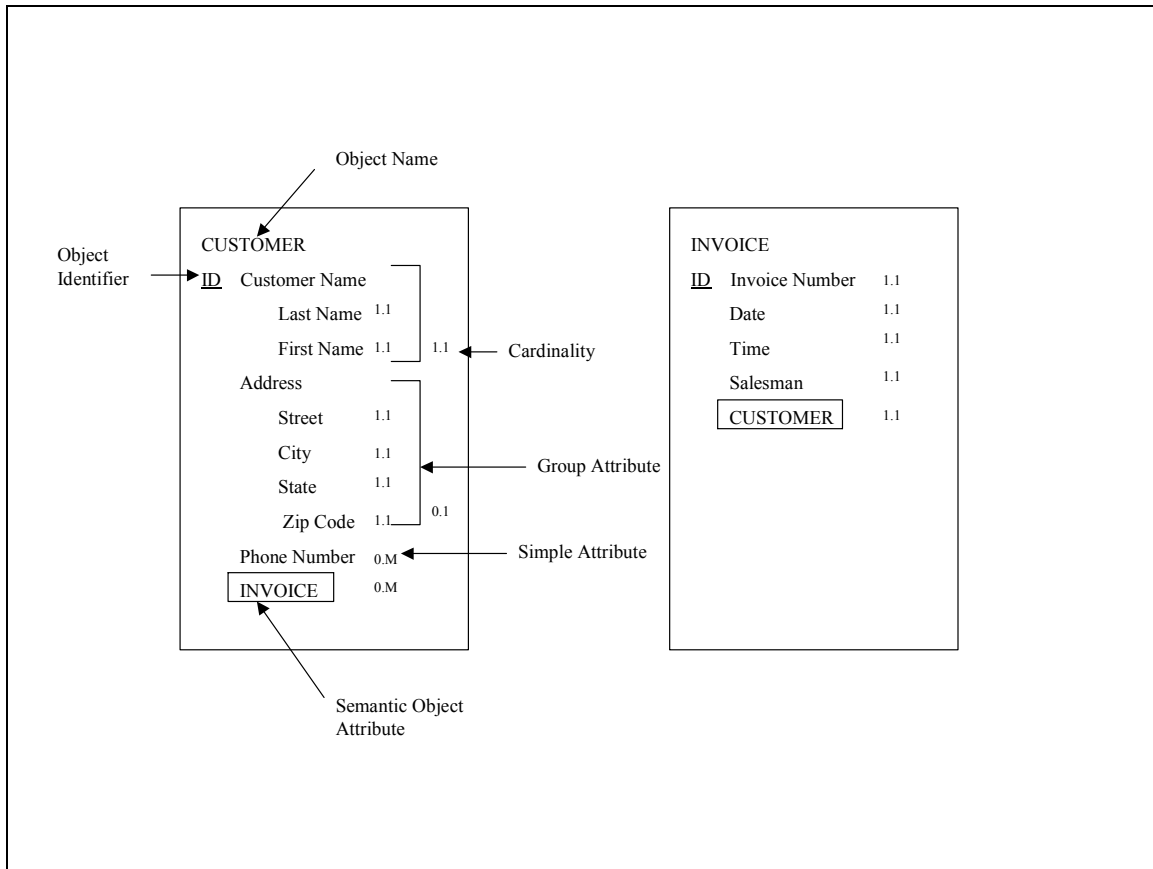 Object Name
Object
Identifier
CUSTOMER
ID Customer Name
Last Name 1.1
First Name 1.1
1.1
Cardinality
Address
Street 1.1
City 1.1
State 1.1
Zip Code 1.1
0.1
Group Attribute
Phone Number 0.M
Simple Attribute
INVOICE 0.M
Semantic Object
Attribute
INVOICE
ID Invoice Number 1.1
Date 1.1
Time 1.1
Salesman 1.1
CUSTOMER 1.1